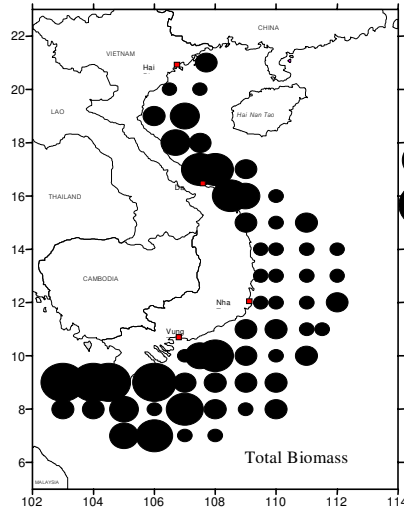 22
CHINA
VIETNAM
Hai
20
Hai Nan Tao
LAO
18
THAILAND
16
14
CAMBODIA
12
Nha
Vung
10
8
Total Biomass
6
MALAYSIA
102 104 106 108 110 112 114